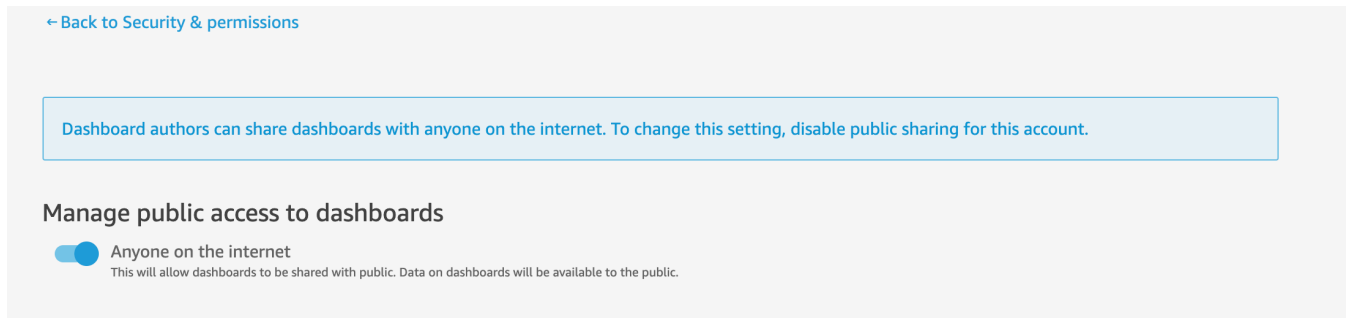 ←Back to Security & permissions
Dashboard authors can share dashboards with anyone on the internet. To change this setting, disable public sharing for this account.
Manage public access to dashboards
Anyone on the internet
This will allow dashboards to be shared with public. Data on dashboards will be available to the public.